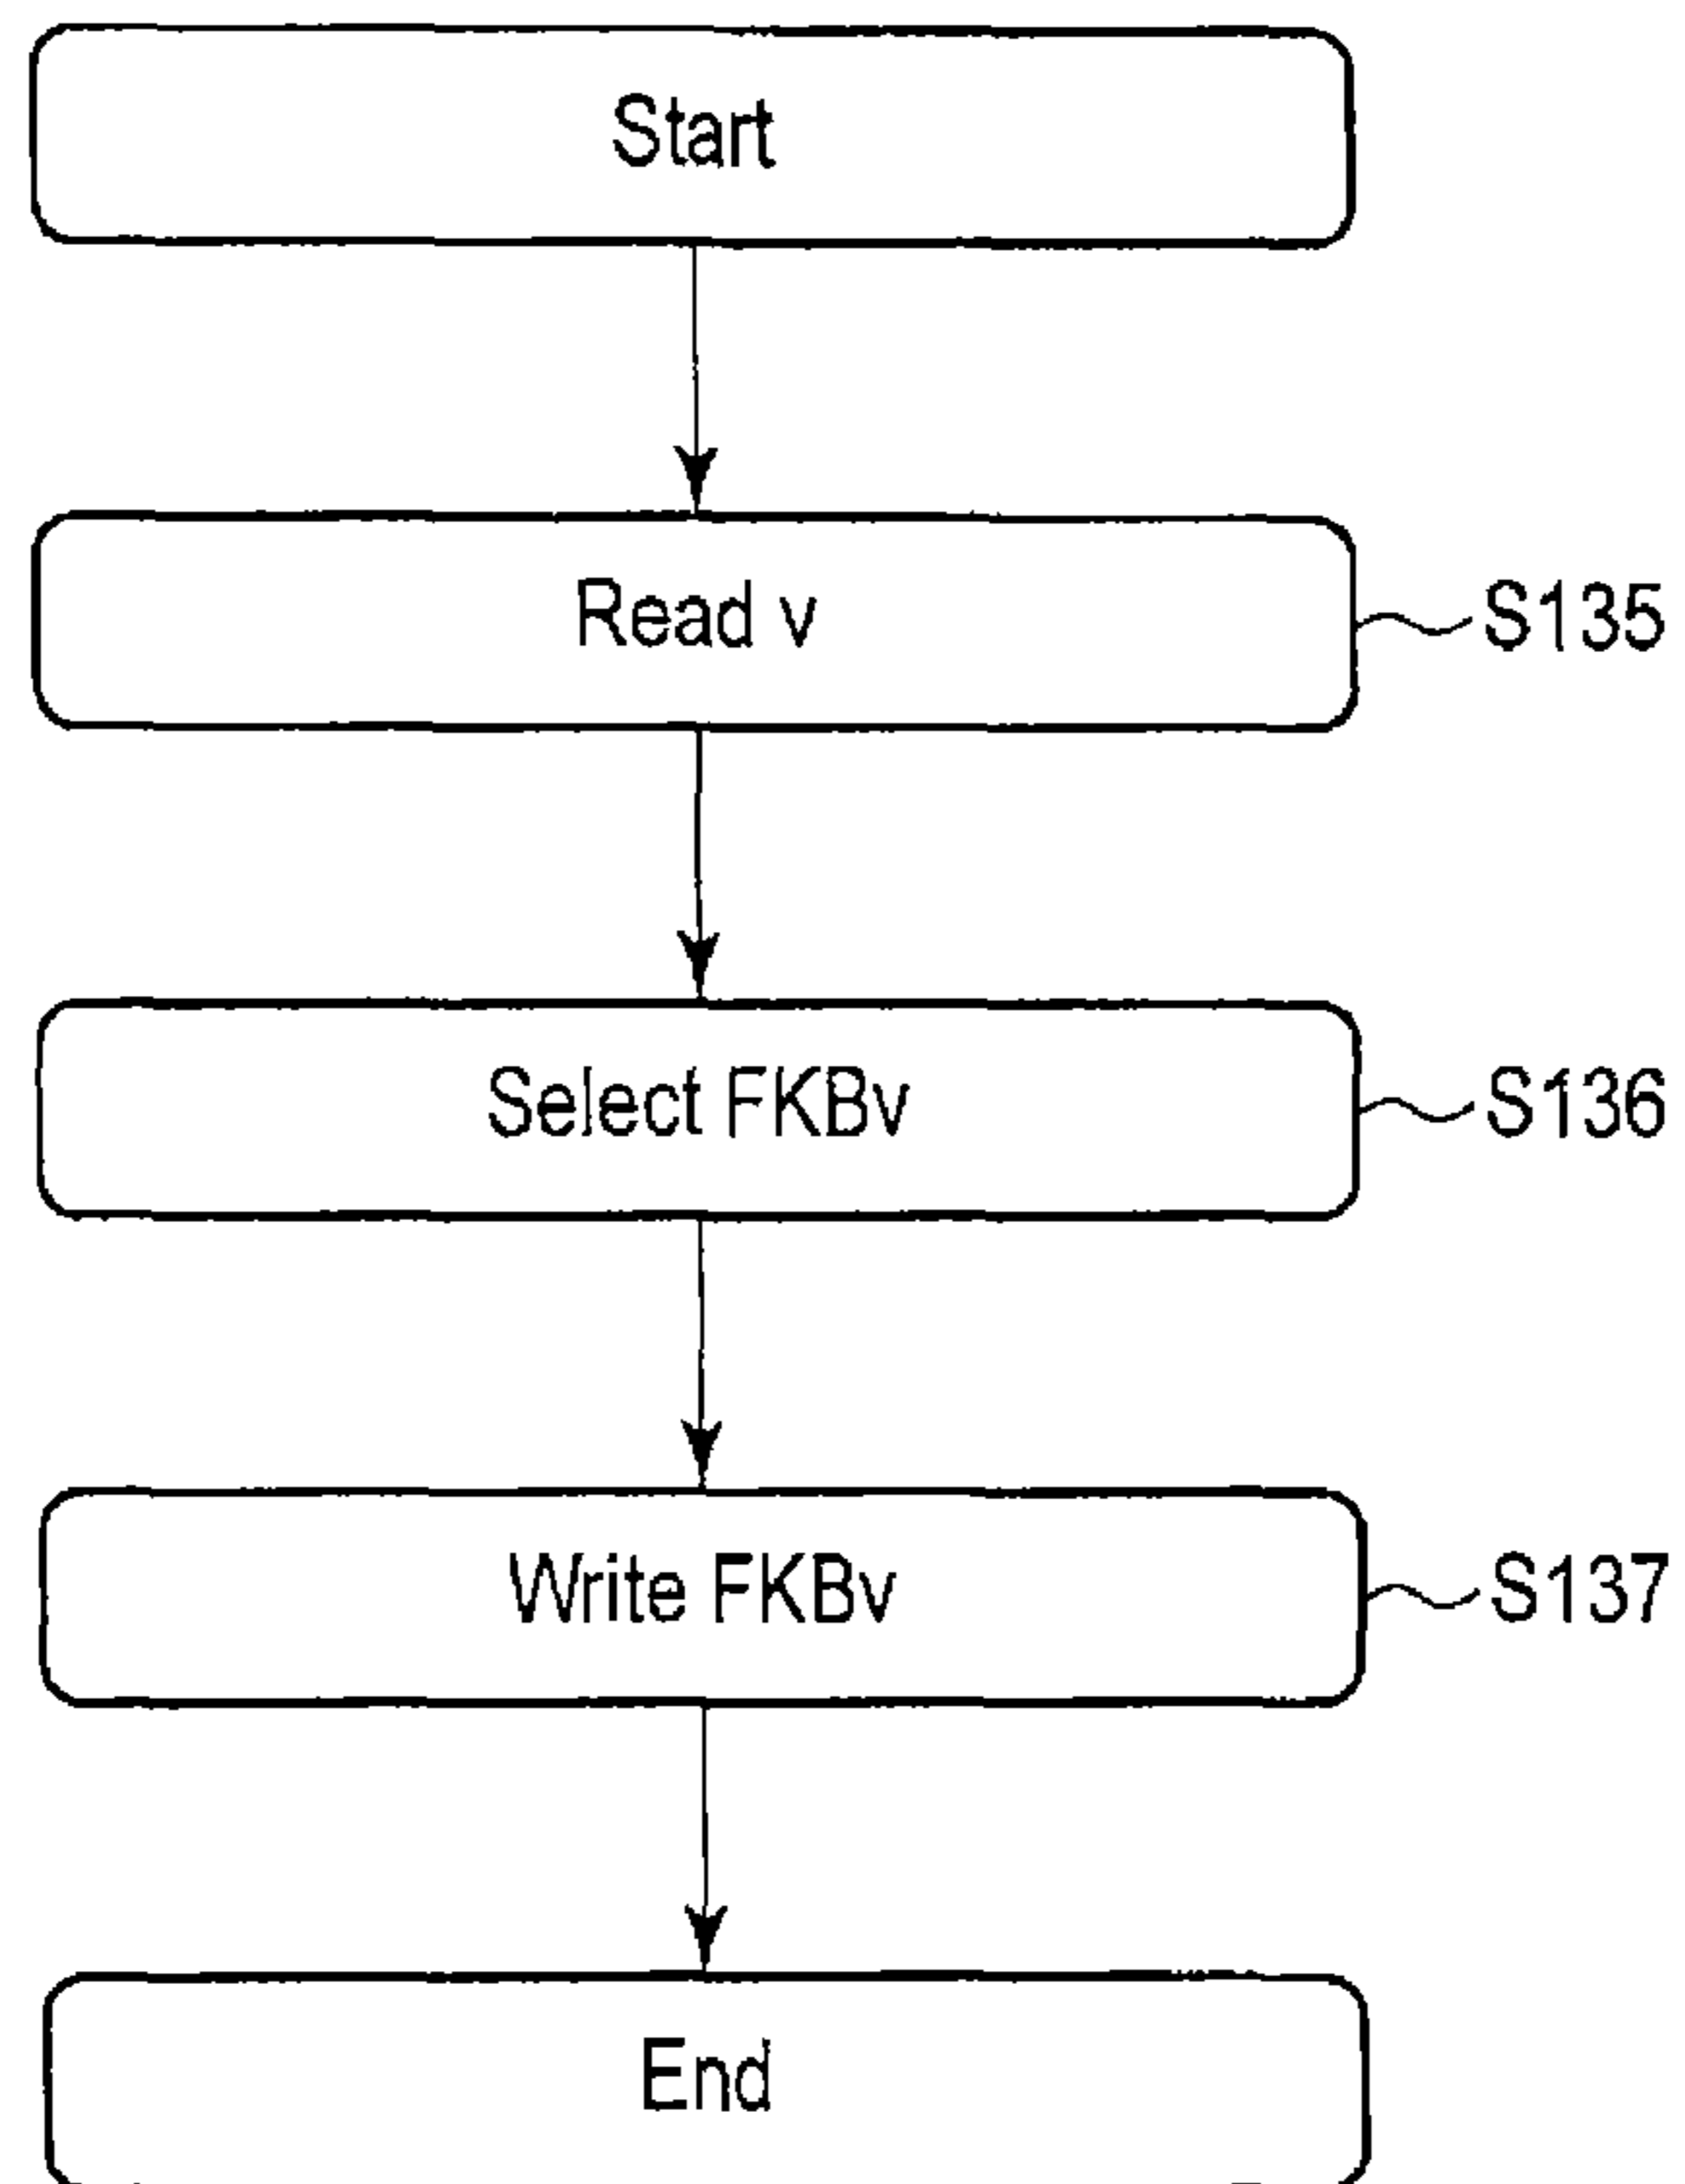 Start
Read v
S135
Select FKBv
S136
Write FKBv
S137
End